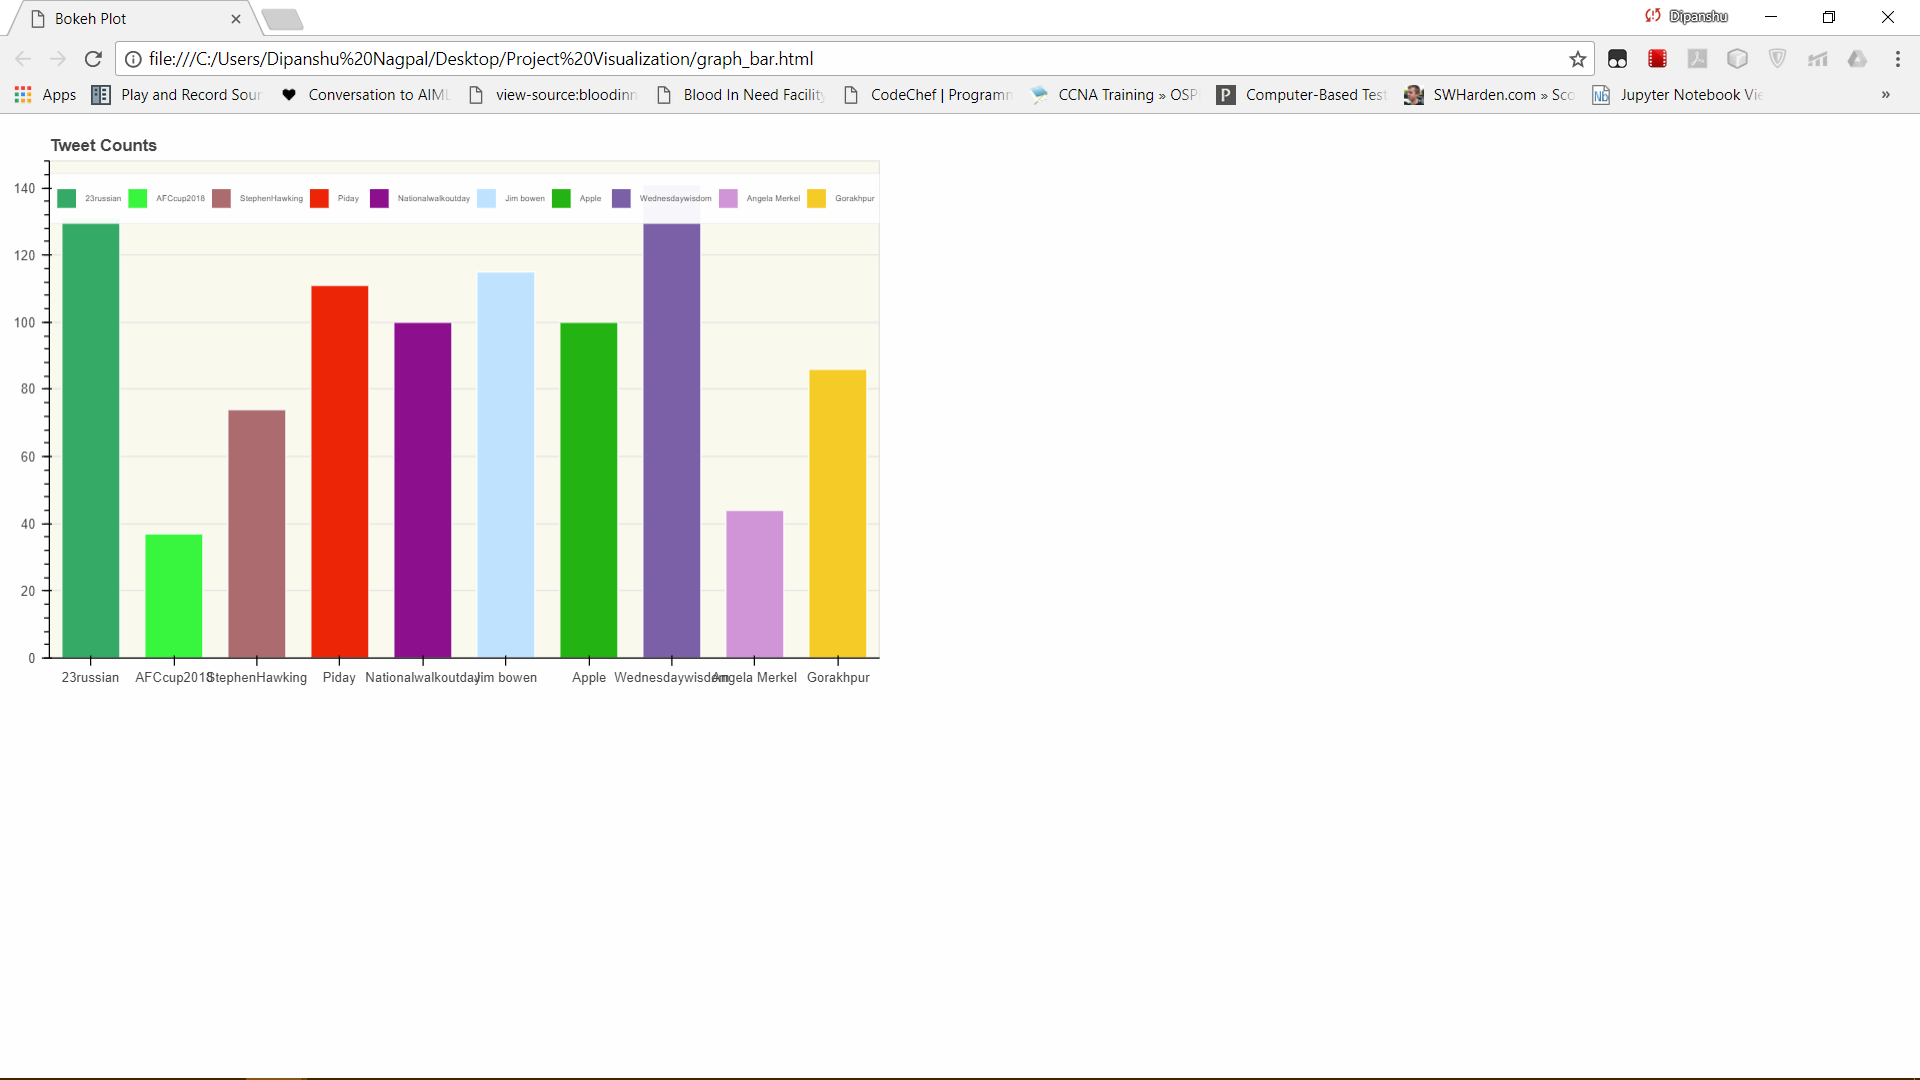 Bokeh Plot
Dipanshu
file:///C:/Users/Dipanshu%20Nagpal/Desktop/Project%20Visualization/graph_bar.html
Apps Play and Record Sour Conversation to AIML view-source:bloodinn Blood In Need Facility CodeChef | Programm CCNA Training » OSP Computer-Based Test SWHarden.com » Sco Jupyter Notebook Vie »
Tweet Counts
140
23russian AFCcup2018 StephenHawking Piday Nationalwalkoutday Jim bowen Apple Wednesdaywisdom Angela Merkel Gorakhpur
120
100
80
60
40
20
0
23russian AFCcup2018 StephenHawking Piday Nationalwalkoutday Jim bowen Apple Wednesdaywisdom Angela Merkel Gorakhpur